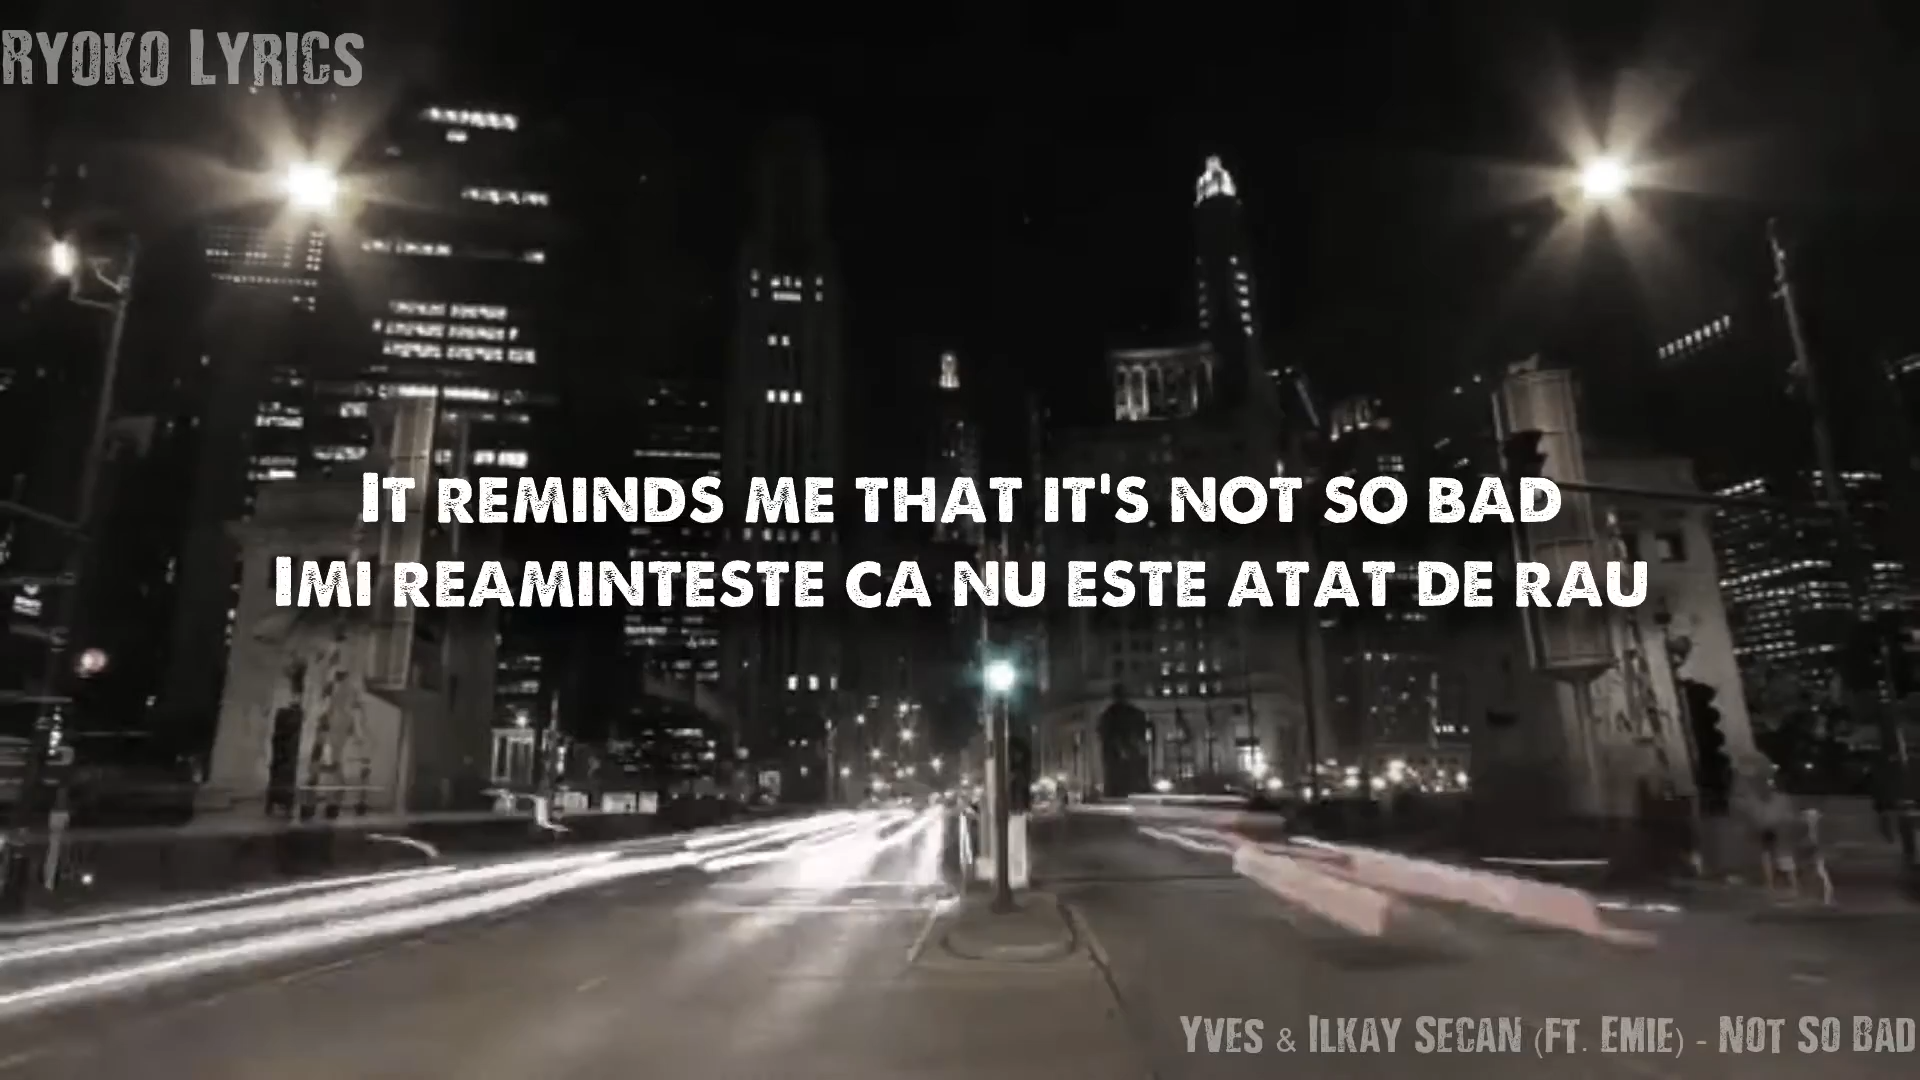 Ryoko Lyrics
It reminds me that it's not so bad
Imi reaminteste ca nu este atat de rau
Yves & Ilkay Secan (ft. Emie) - Not So Bad